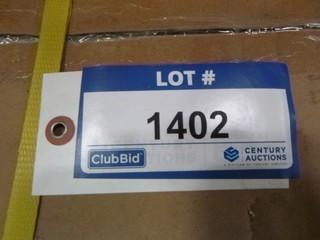 LOT #
1402
ClubBid
CENTURY
AUCTIONS